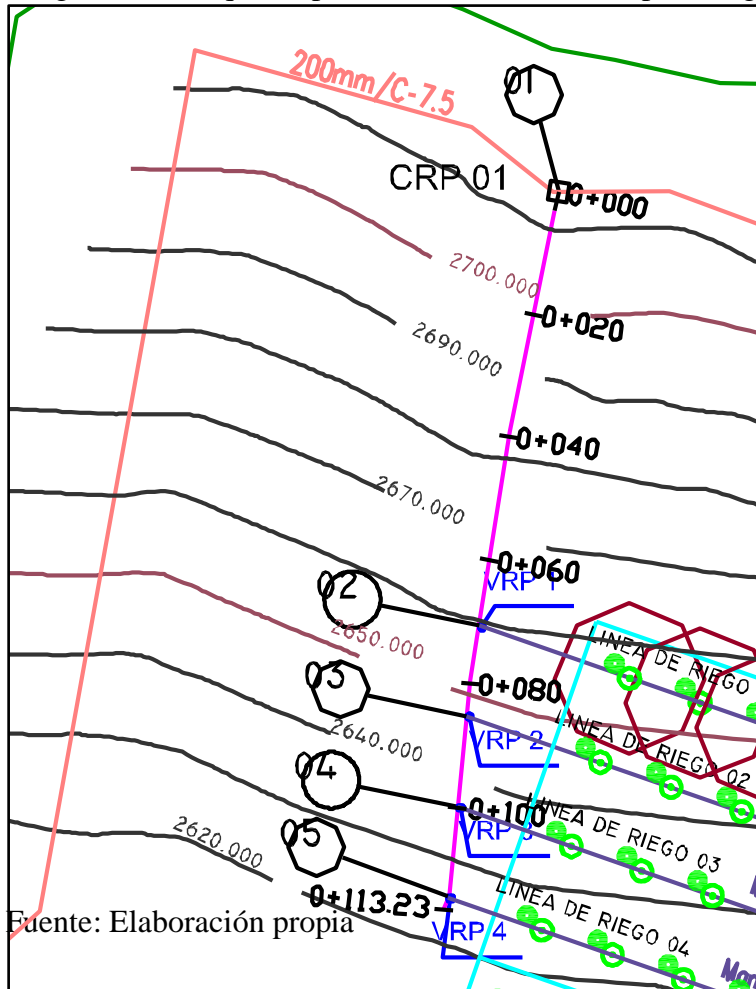 200mm/C-7.5
01
CRP 01
0+000
2700.000
0+020
2690.000
0+040
2670.000
0+060
VRP 1
02
2650.000
LINEA DE RIEGO
03
0+080
2640.000
VRP 2
LINEA DE RIEGO 02
04
0+100
VRP 3
LINEA DE RIEGO 03
05
2620.000
0+113.23
LINEA DE RIEGO 04
VRP 4
Fuente: Elaboración propia